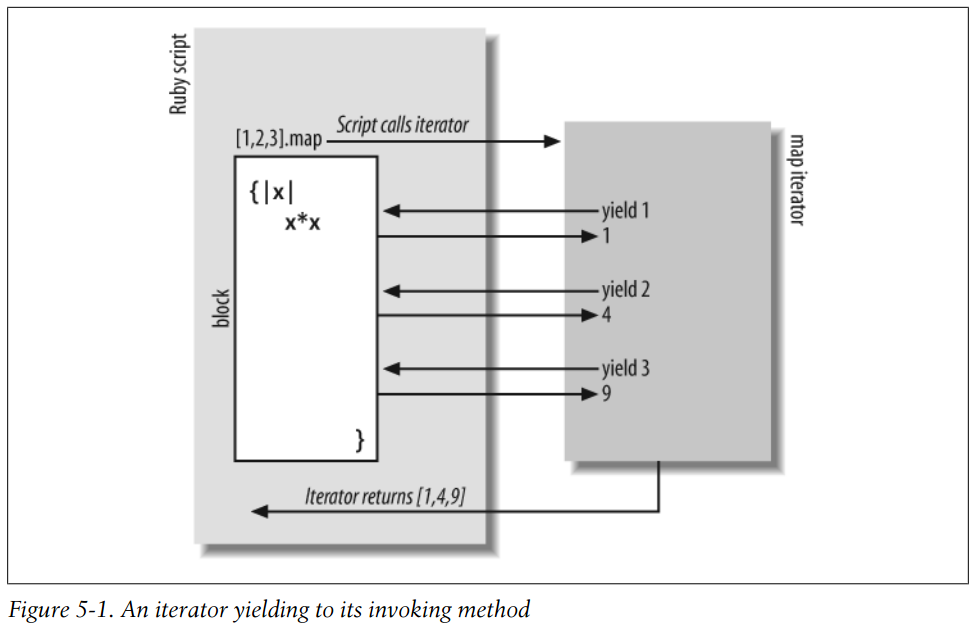 Ruby script
[1,2,3].map
Script calls iterator
map iterator
{|x|
x*x
block
}
yield 1
1
yield 2
4
yield 3
9
Iterator returns [1,4,9]
Figure 5-1. An iterator yielding to its invoking method